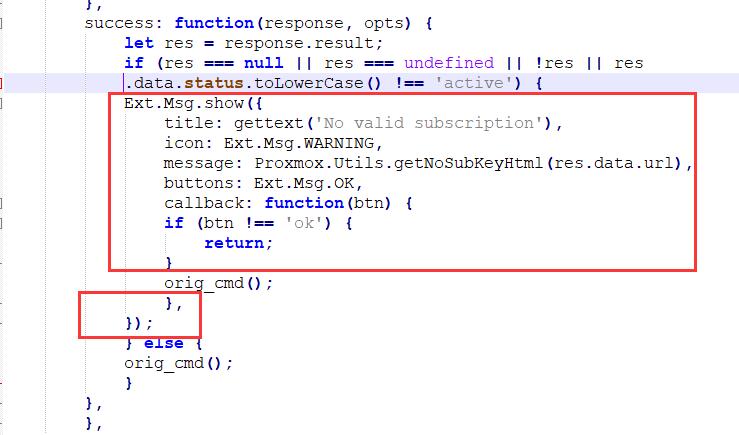 },
success: function(response, opts) {
let res = response.result;
if (res === null || res === undefined || !res || res
.data.status.toLowerCase() !== 'active') {
Ext.Msg.show({
title: gettext('No valid subscription'),
icon: Ext.Msg.WARNING,
message: Proxmox.Utils.getNoSubKeyHtml(res.data.url),
buttons: Ext.Msg.OK,
callback: function(btn) {
if (btn !== 'ok') {
return;
}
orig_cmd();
},
});
} else {
orig_cmd();
}
},
},